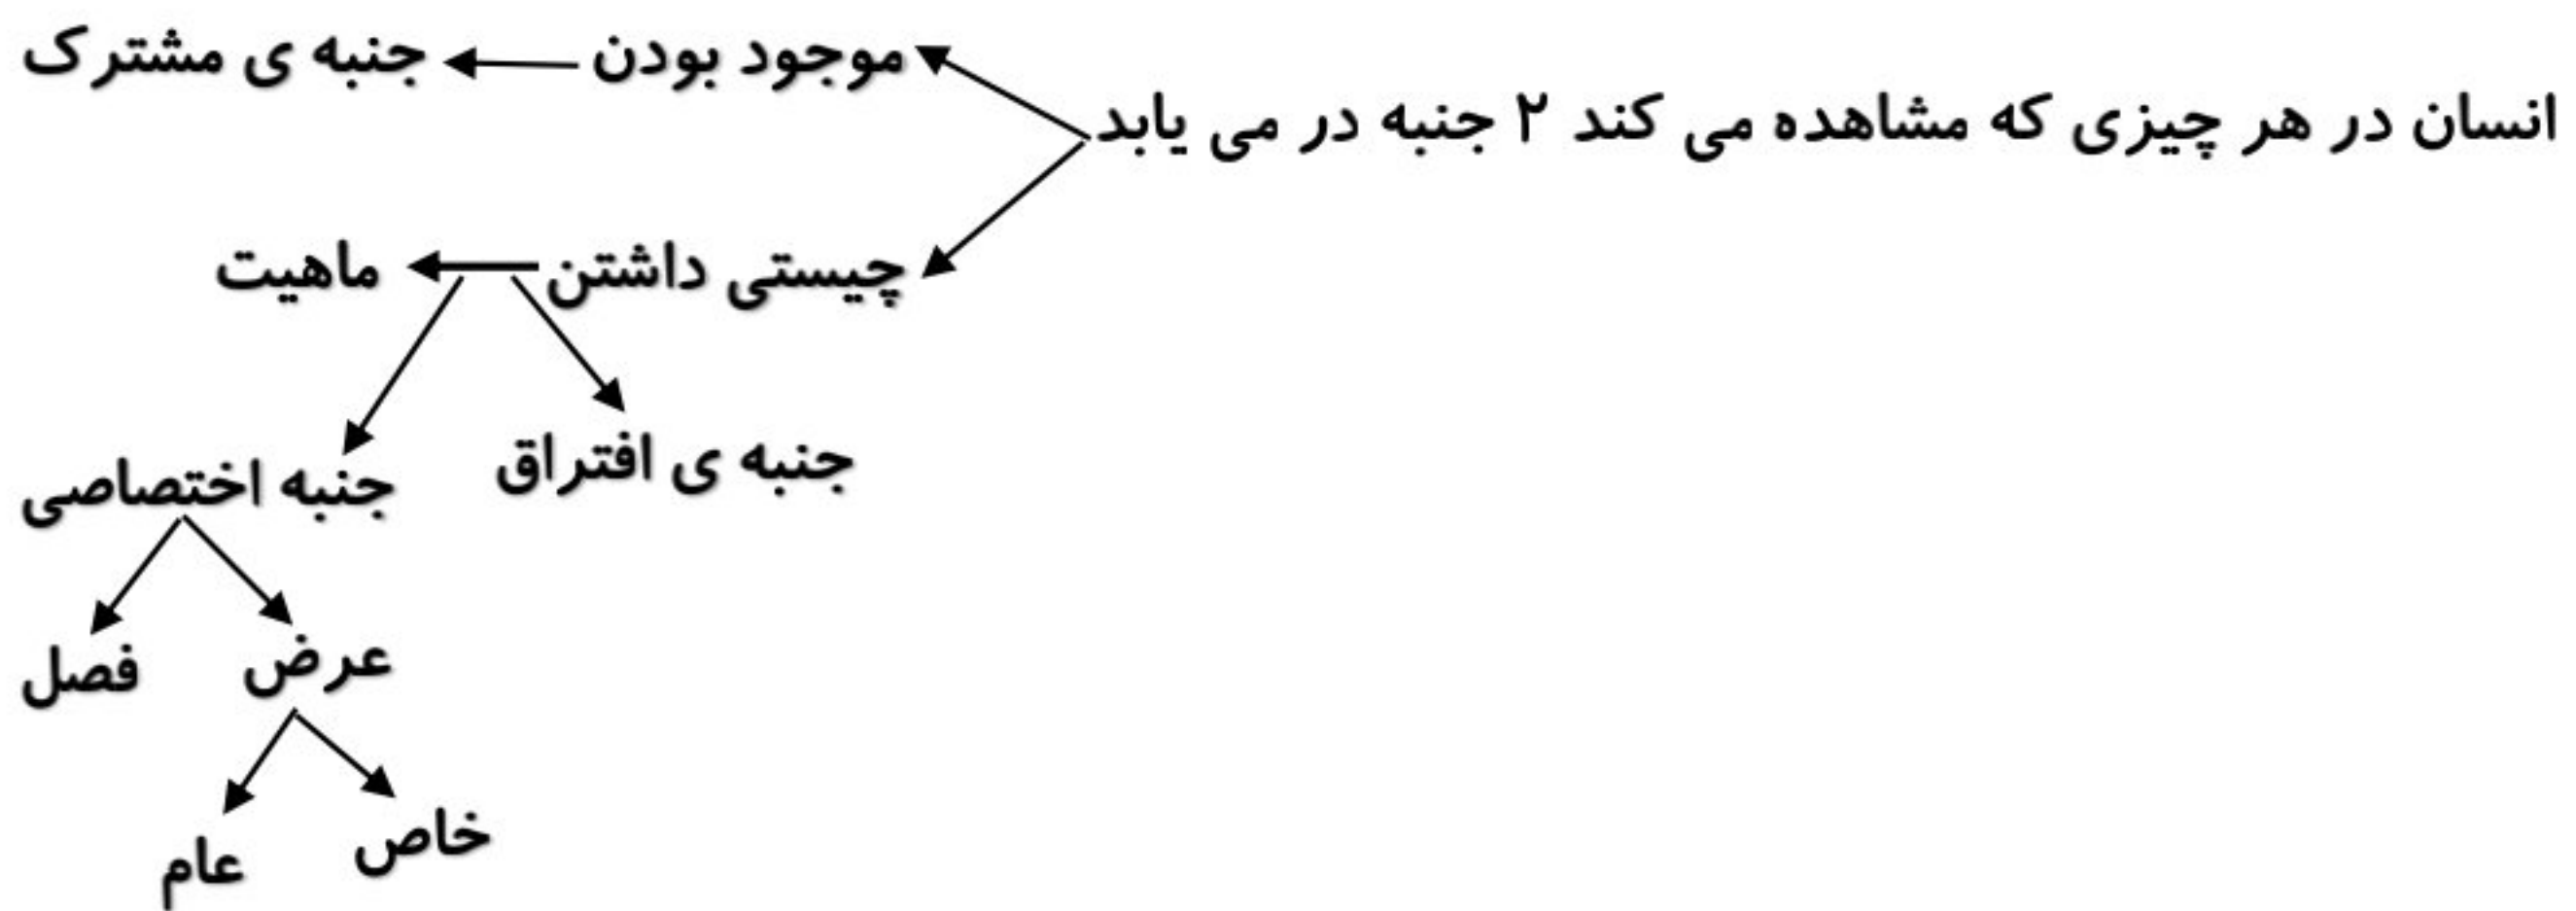 انسان در هر چیزی که مشاهده می کند ۲ جنبه در می یابد
موجود بودن
جنبه ی مشترک
چیستی داشتن
ماهیت
جنبه ی افتراق
جنبه اختصاصی
عرض
فصل
خاص
عام